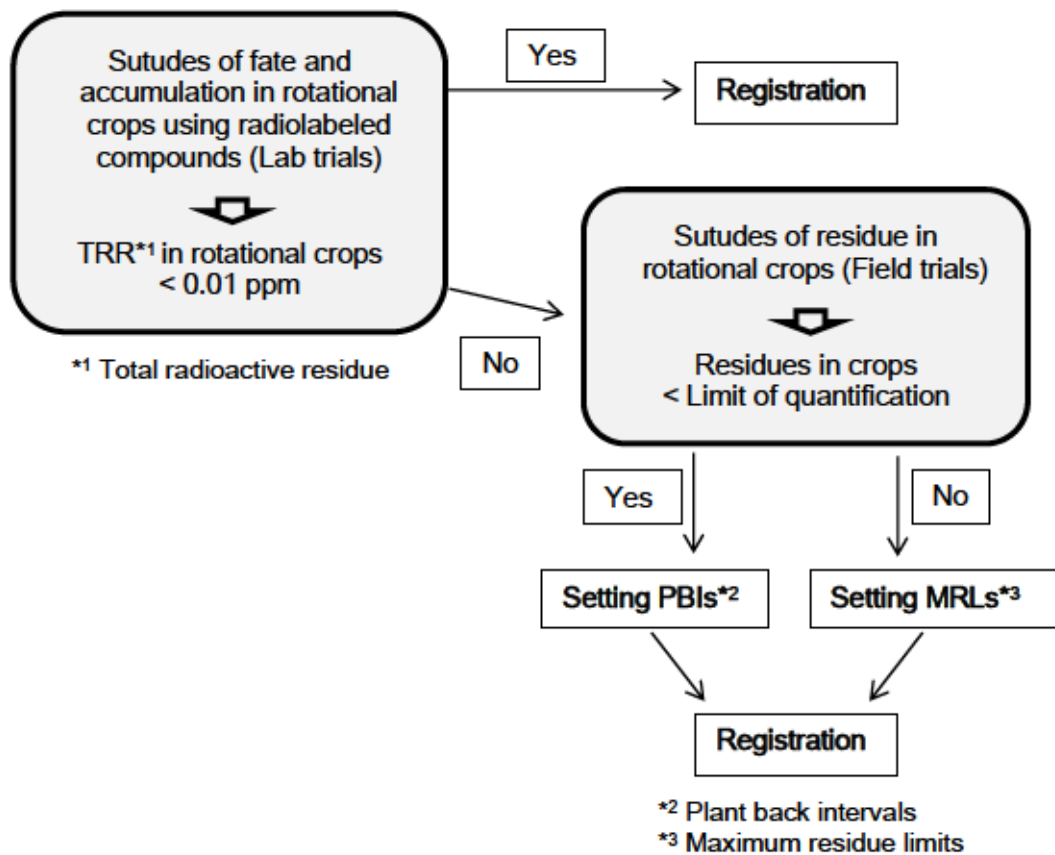 Sutudes of fate and
accumulation in rotational
crops using radiolabeled
compounds (Lab trials)
TRR*1 in rotational crops
< 0.01 ppm
*1 Total radioactive residue
Yes
Registration
No
Sutudes of residue in
rotational crops (Field trials)
Residues in crops
< Limit of quantification
Yes
No
Setting PBIs*2
Setting MRLs*3
Registration
*2 Plant back intervals
*3 Maximum residue limits